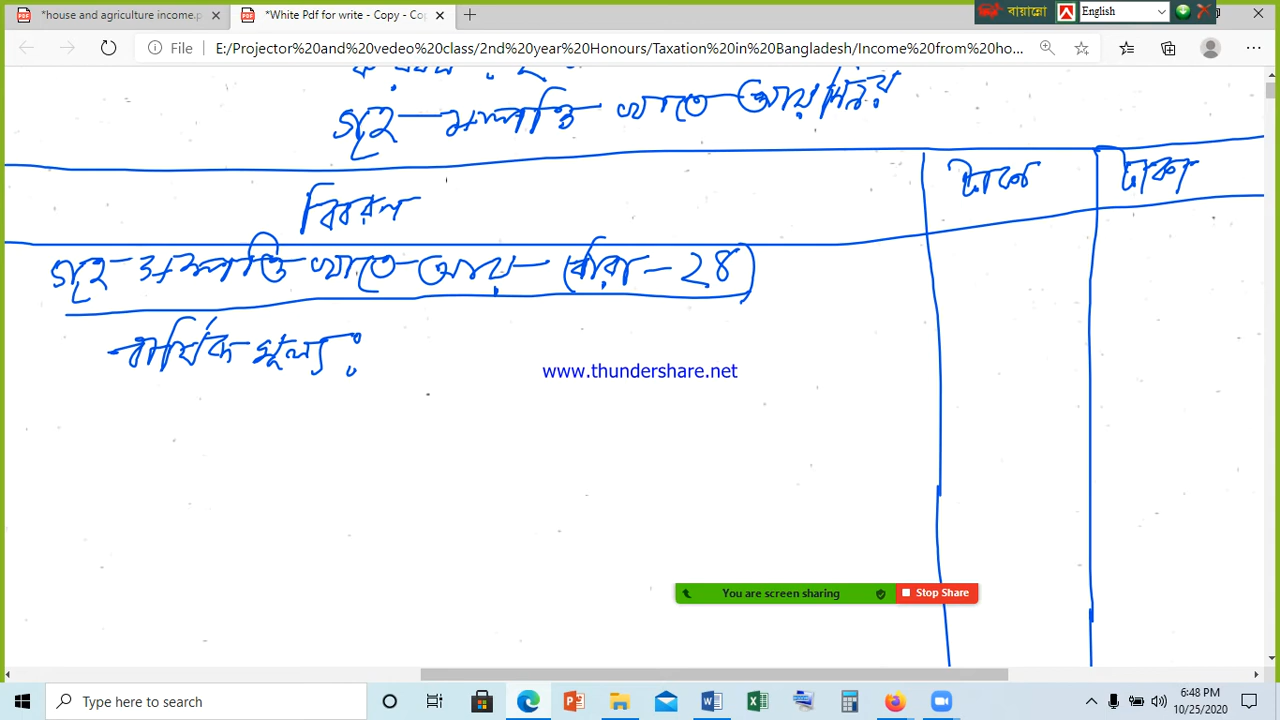 *house and agriculture income.p
*White Pdf for write - Copy - Co
বায়ান্নো
English
File
E:/Projector%20and%20vedeo%20class/2nd%20year%20Honours/Taxation%20in%20Bangladesh/Income%20from%20ho...
গৃহ-সম্পত্তি খাতে আয় নির্ণয়
বিবরণ টাকা টাকা
গৃহ-সম্পত্তি খাতে আয়- (ধারা-২৪)
বার্ষিক মূল্য:
www.thundershare.net
You are screen sharing
Stop Share
Type here to search
6:48 PM
10/25/2020